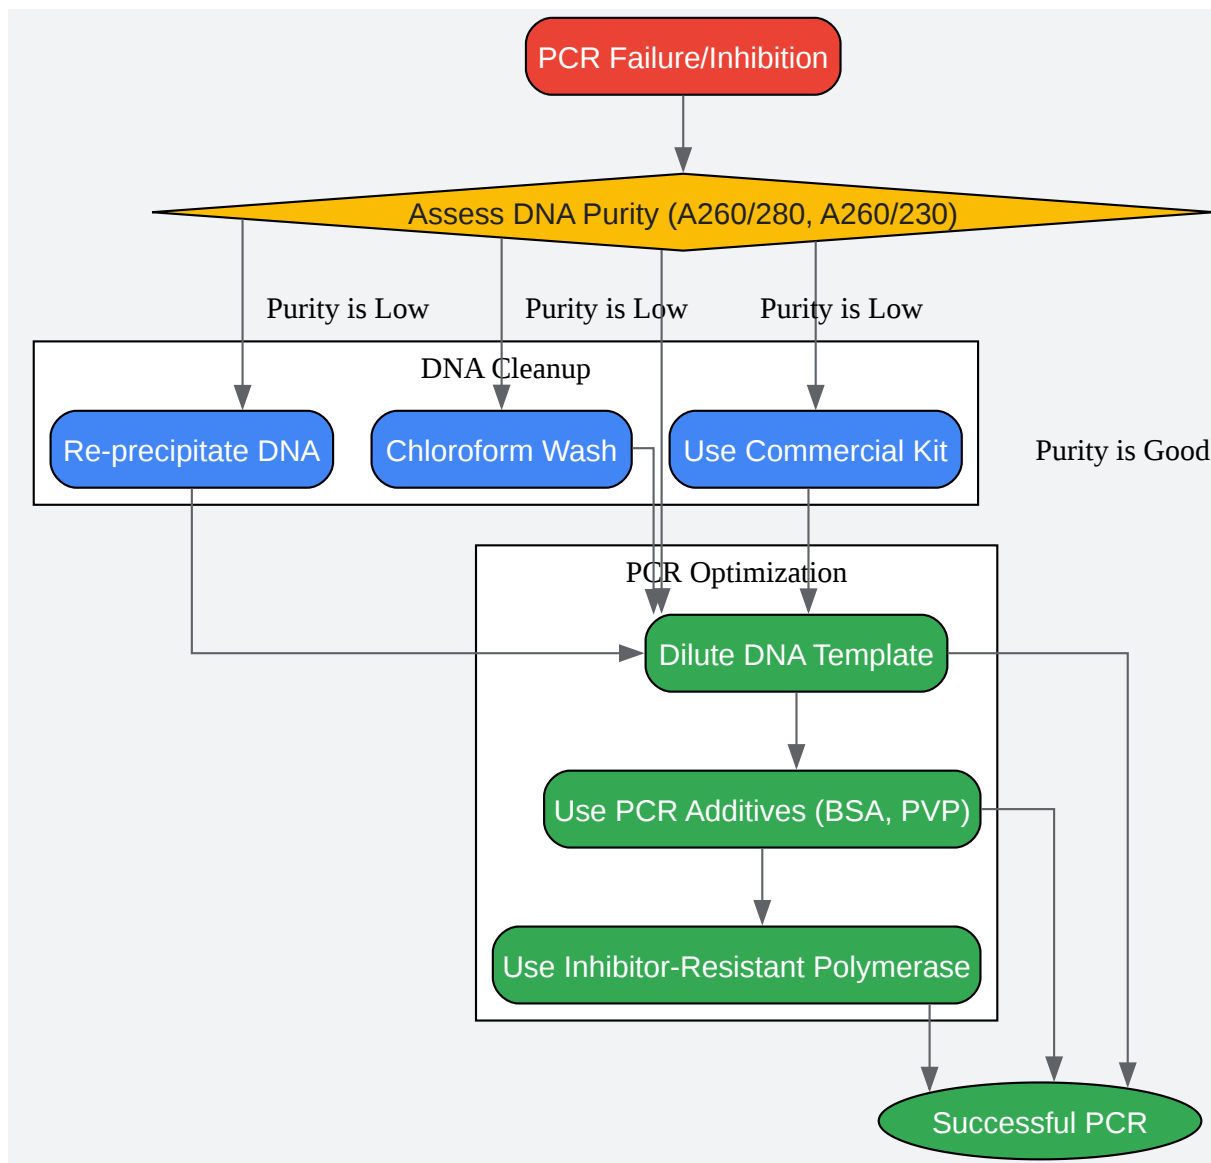 PCR Failure/Inhibition
Assess DNA Purity (A260/280, A260/230)
Purity is Low
Purity is Low
Purity is Low
DNA Cleanup
Re-precipitate DNA
Chloroform Wash
Use Commercial Kit
Purity is Good
PCR Optimization
Dilute DNA Template
Use PCR Additives (BSA, PVP)
Use Inhibitor-Resistant Polymerase
Successful PCR